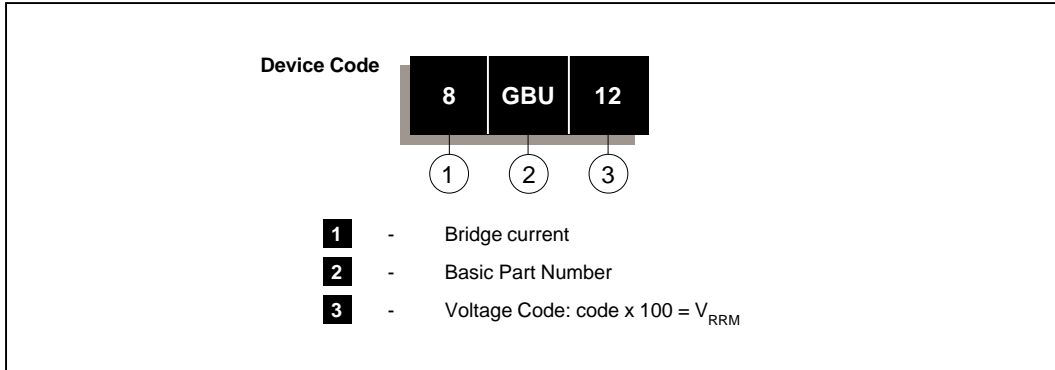 Device Code
8 GBU 12
1 2 3
1 - Bridge current
2 - Basic Part Number
3 - Voltage Code: code x 100 = VRRM